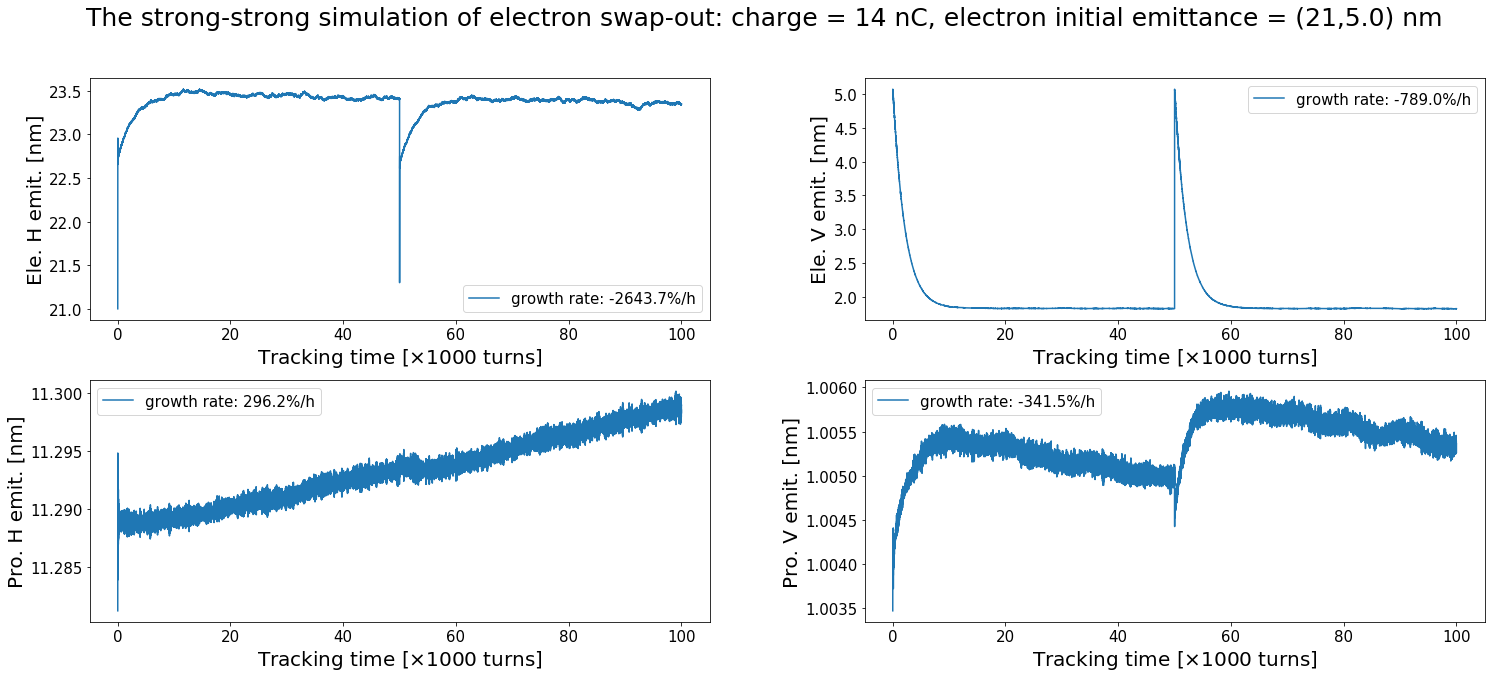 The strong-strong simulation of electron swap-out: charge = 14 nC, electron initial emittance = (21,5.0) nm
23.5
23.0
22.5
22.0
21.5
21.0
Ele. H emit. [nm]
growth rate: -2643.7%/h
0 20 40 60 80 100
Tracking time [×1000 turns]
5.0
4.5
4.0
3.5
3.0
2.5
2.0
Ele. V emit. [nm]
growth rate: -789.0%/h
0 20 40 60 80 100
Tracking time [×1000 turns]
11.300
11.295
11.290
11.285
Pro. H emit. [nm]
growth rate: 296.2%/h
0 20 40 60 80 100
Tracking time [×1000 turns]
1.0060
1.0055
1.0050
1.0045
1.0040
1.0035
Pro. V emit. [nm]
growth rate: -341.5%/h
0 20 40 60 80 100
Tracking time [×1000 turns]